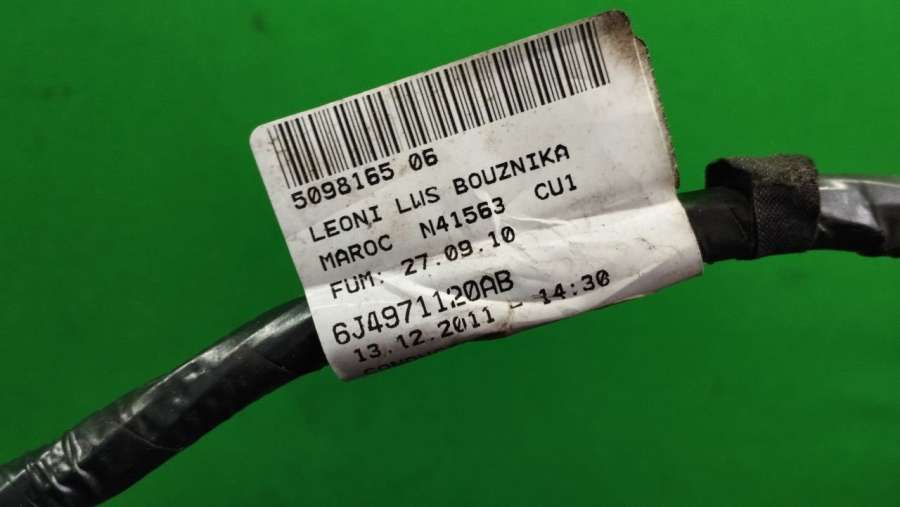 5098165 06
LEONI LWS BOUZNIKA
MAROC N41563 CU1
FUM: 27.09.10
6J4971120AB
13.12.2011 - 14:30